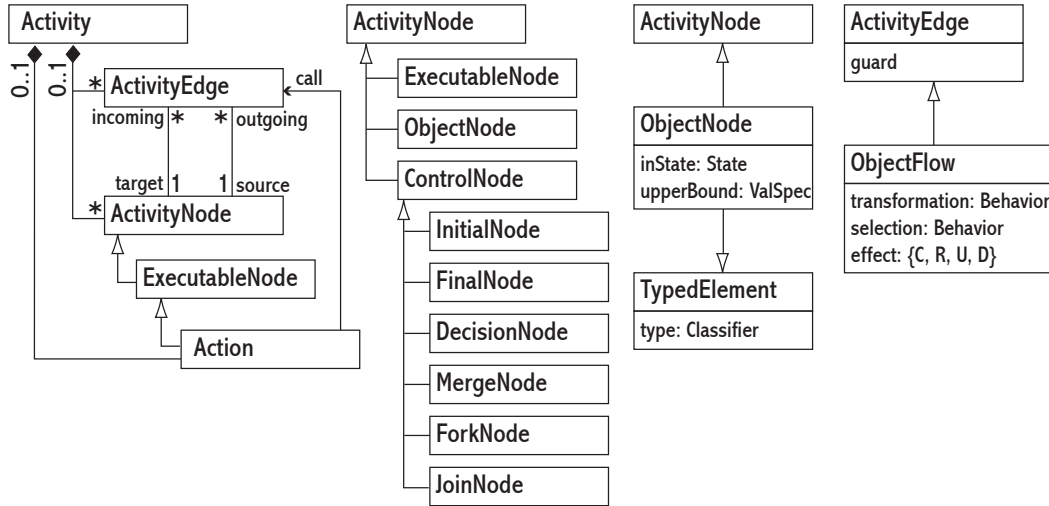 Activity
0..1
0..1
*
ActivityEdge
call
incoming
*
*
outgoing
target
1
1
source
*
ActivityNode
ExecutableNode
Action
ActivityNode
ExecutableNode
ObjectNode
ControlNode
InitialNode
FinalNode
DecisionNode
MergeNode
ForkNode
JoinNode
ActivityNode
ObjectNode
inState: State
upperBound: ValSpec
TypedElement
type: Classifier
ActivityEdge
guard
ObjectFlow
transformation: Behavior
selection: Behavior
effect: {C, R, U, D}